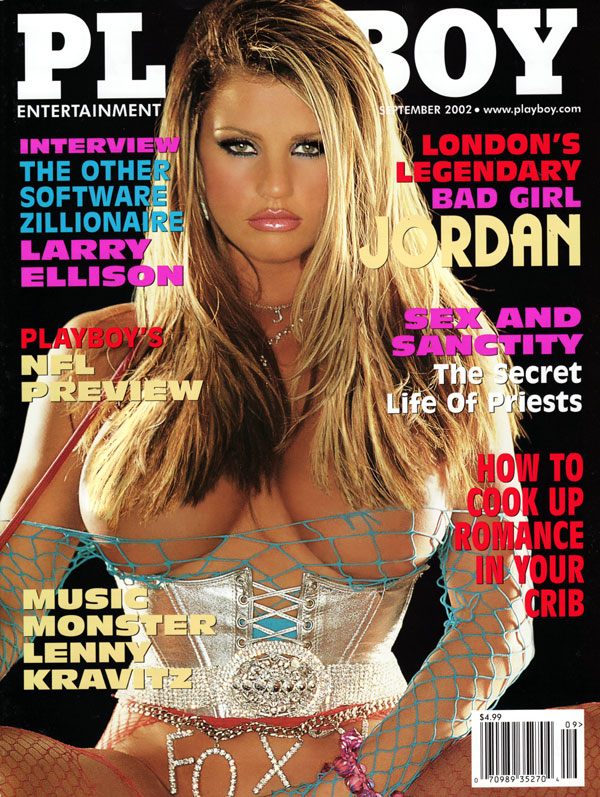 PL BOY
ENTERTAINMENT
SEPTEMBER 2002 • www.playboy.com
INTERVIEW
THE OTHER
SOFTWARE
ZILLIONAIRE
LARRY
ELLISON
LONDON'S
LEGENDARY
BAD GIRL
JORDAN
PLAYBOY'S
NFL
PREVIEW
SEX AND
SANCTITY
The Secret
Life Of Priests
HOW TO
COOK UP
ROMANCE
IN YOUR
CRIB
MUSIC
MONSTER
LENNY
KRAVITZ
FOX
$4.99
09>
0 70989 35270 4